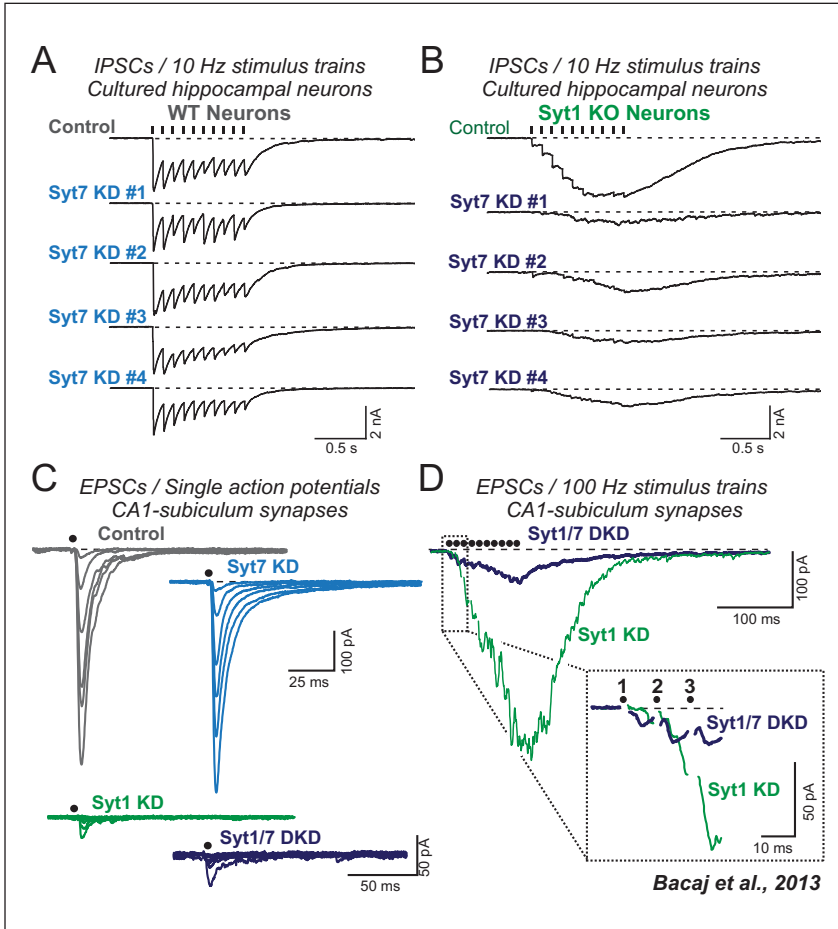 A
IPSCs / 10 Hz stimulus trains
Cultured hippocampal neurons
WT Neurons
Control
Syt7 KD #1
Syt7 KD #2
Syt7 KD #3
Syt7 KD #4
2 nA
0.5 s
B
IPSCs / 10 Hz stimulus trains
Cultured hippocampal neurons
Syt1 KO Neurons
Control
Syt7 KD #1
Syt7 KD #2
Syt7 KD #3
Syt7 KD #4
2 nA
0.5 s
C
EPSCs / Single action potentials
CA1-subiculum synapses
Control
Syt7 KD
100 pA
25 ms
Syt1 KD
Syt1/7 DKD
50 pA
50 ms
D
EPSCs / 100 Hz stimulus trains
CA1-subiculum synapses
Syt1/7 DKD
100 pA
100 ms
Syt1 KD
1 2 3
Syt1/7 DKD
Syt1 KD
50 pA
10 ms
Bacaj et al., 2013